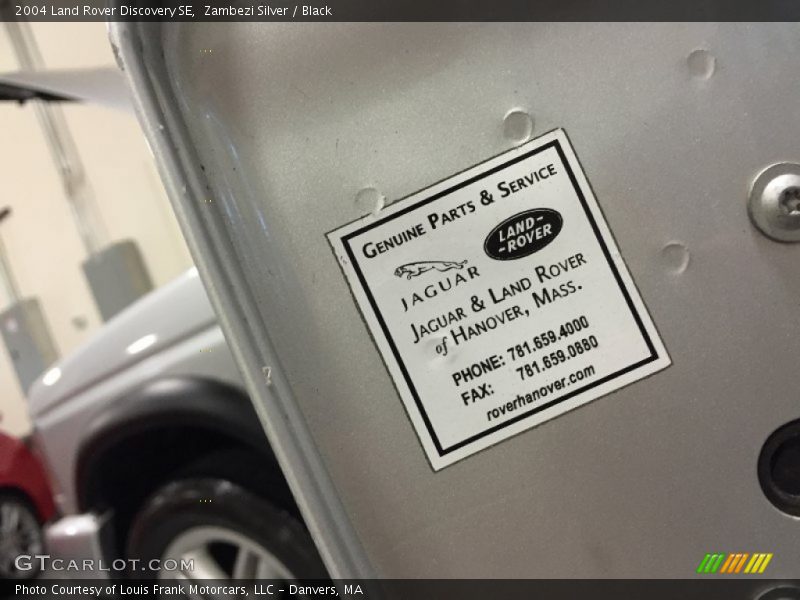 2004 Land Rover Discovery SE,  Zambezi Silver / Black
Genuine Parts & Service
LAND-
-ROVER
JAGUAR
Jaguar & Land Rover
of Hanover, Mass.
PHONE: 781.659.4000
FAX: 781.659.0880
roverhanover.com
GTCARLOT.COM
Photo Courtesy of Louis Frank Motorcars, LLC - Danvers, MA